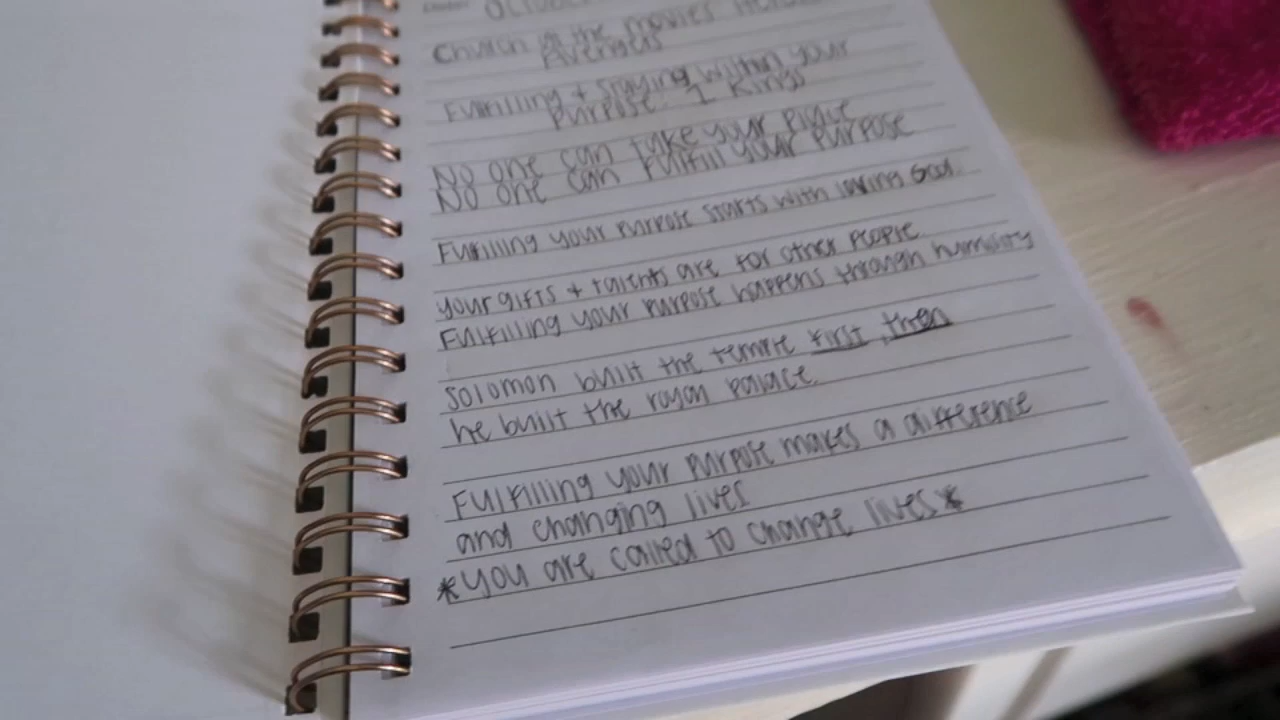 Church @ the movies
Avengers
Fulfilling + staying within your
purpose. 1 Kings
No one can take your place
No one can fulfill your purpose
Fulfilling your purpose starts with loving God.
your gifts + talents are for other people
Fulfilling your purpose happens through humility
Solomon built the temple first, then
he built the royal palace.
Fulfilling your purpose makes a difference
and changing lives
*you are called to change lives*